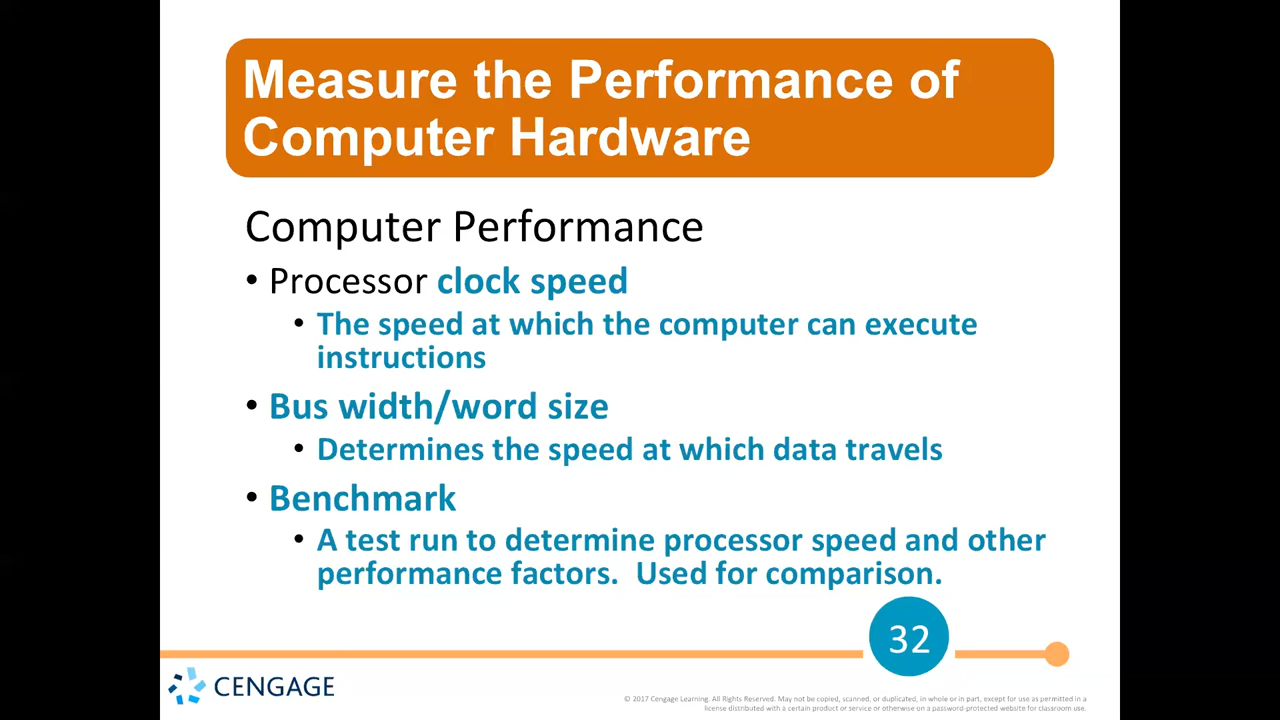 Measure the Performance of
Computer Hardware
Computer Performance
• Processor clock speed
• The speed at which the computer can execute
instructions
• Bus width/word size
• Determines the speed at which data travels
• Benchmark
• A test run to determine processor speed and other
performance factors.  Used for comparison.
32
CENGAGE
© 2017 Cengage Learning. All Rights Reserved. May not be copied, scanned, or duplicated, in whole or in part, except for use as permitted in a
license distributed with a certain product or service or otherwise on a password-protected website for classroom use.